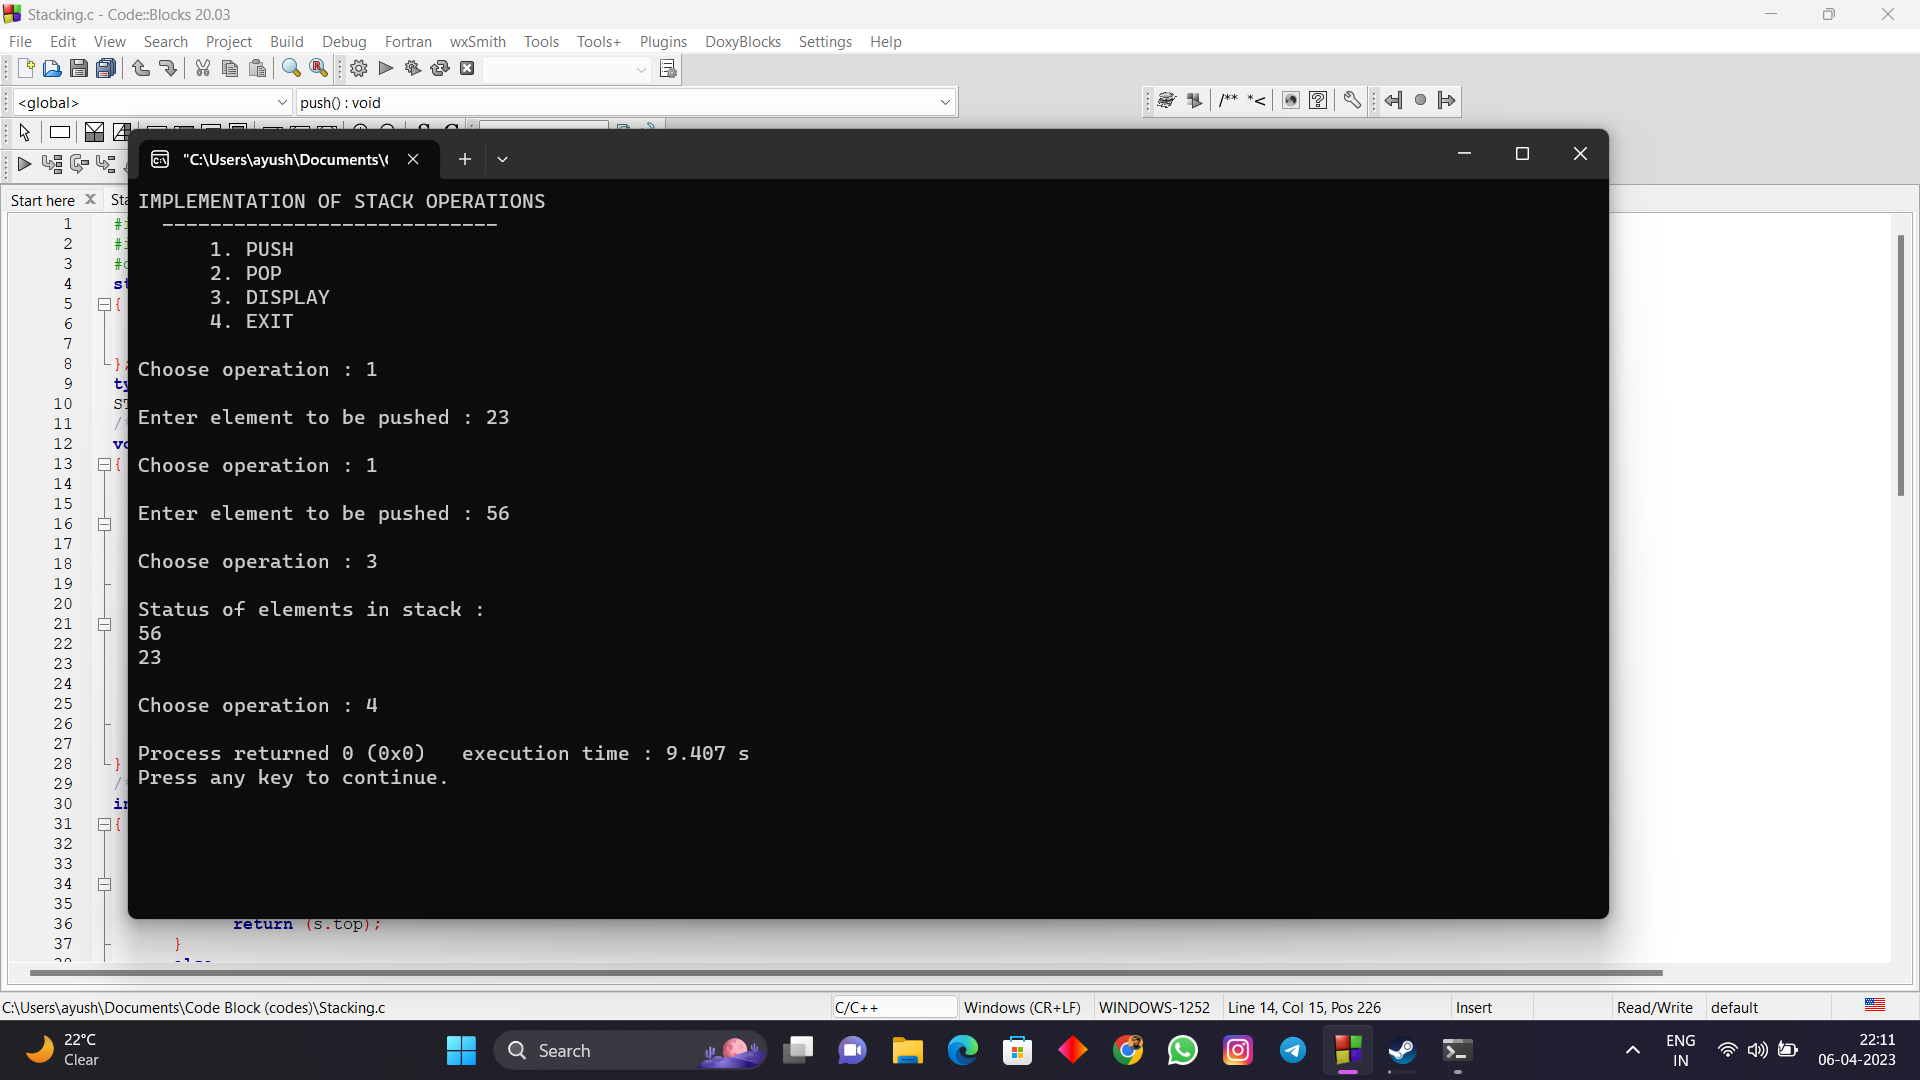 Stacking.c - Code::Blocks 20.03
File Edit View Search Project Build Debug Fortran wxSmith Tools Tools+ Plugins DoxyBlocks Settings Help
<global> push() : void
/** *<
"C:\Users\ayush\Documents\(
Start here
IMPLEMENTATION OF STACK OPERATIONS
----------------------------
1. PUSH
2. POP
3. DISPLAY
4. EXIT
Choose operation : 1
Enter element to be pushed : 23
Choose operation : 1
Enter element to be pushed : 56
Choose operation : 3
Status of elements in stack :
56
23
Choose operation : 4
Process returned 0 (0x0)   execution time : 9.407 s
Press any key to continue.
1
2
3
4
5 {
6
7
8 }
9
10
11
12
13 {
14
15
16
17
18
19
20
21
22
23
24
25
26
27
28 }
29
30
31 {
32
33
34
35
36 return (s.top);
37 }
C:\Users\ayush\Documents\Code Block (codes)\Stacking.c C/C++ Windows (CR+LF) WINDOWS-1252 Line 14, Col 15, Pos 226 Insert Read/Write default
22°C
Clear
Search
ENG
IN
22:11
06-04-2023